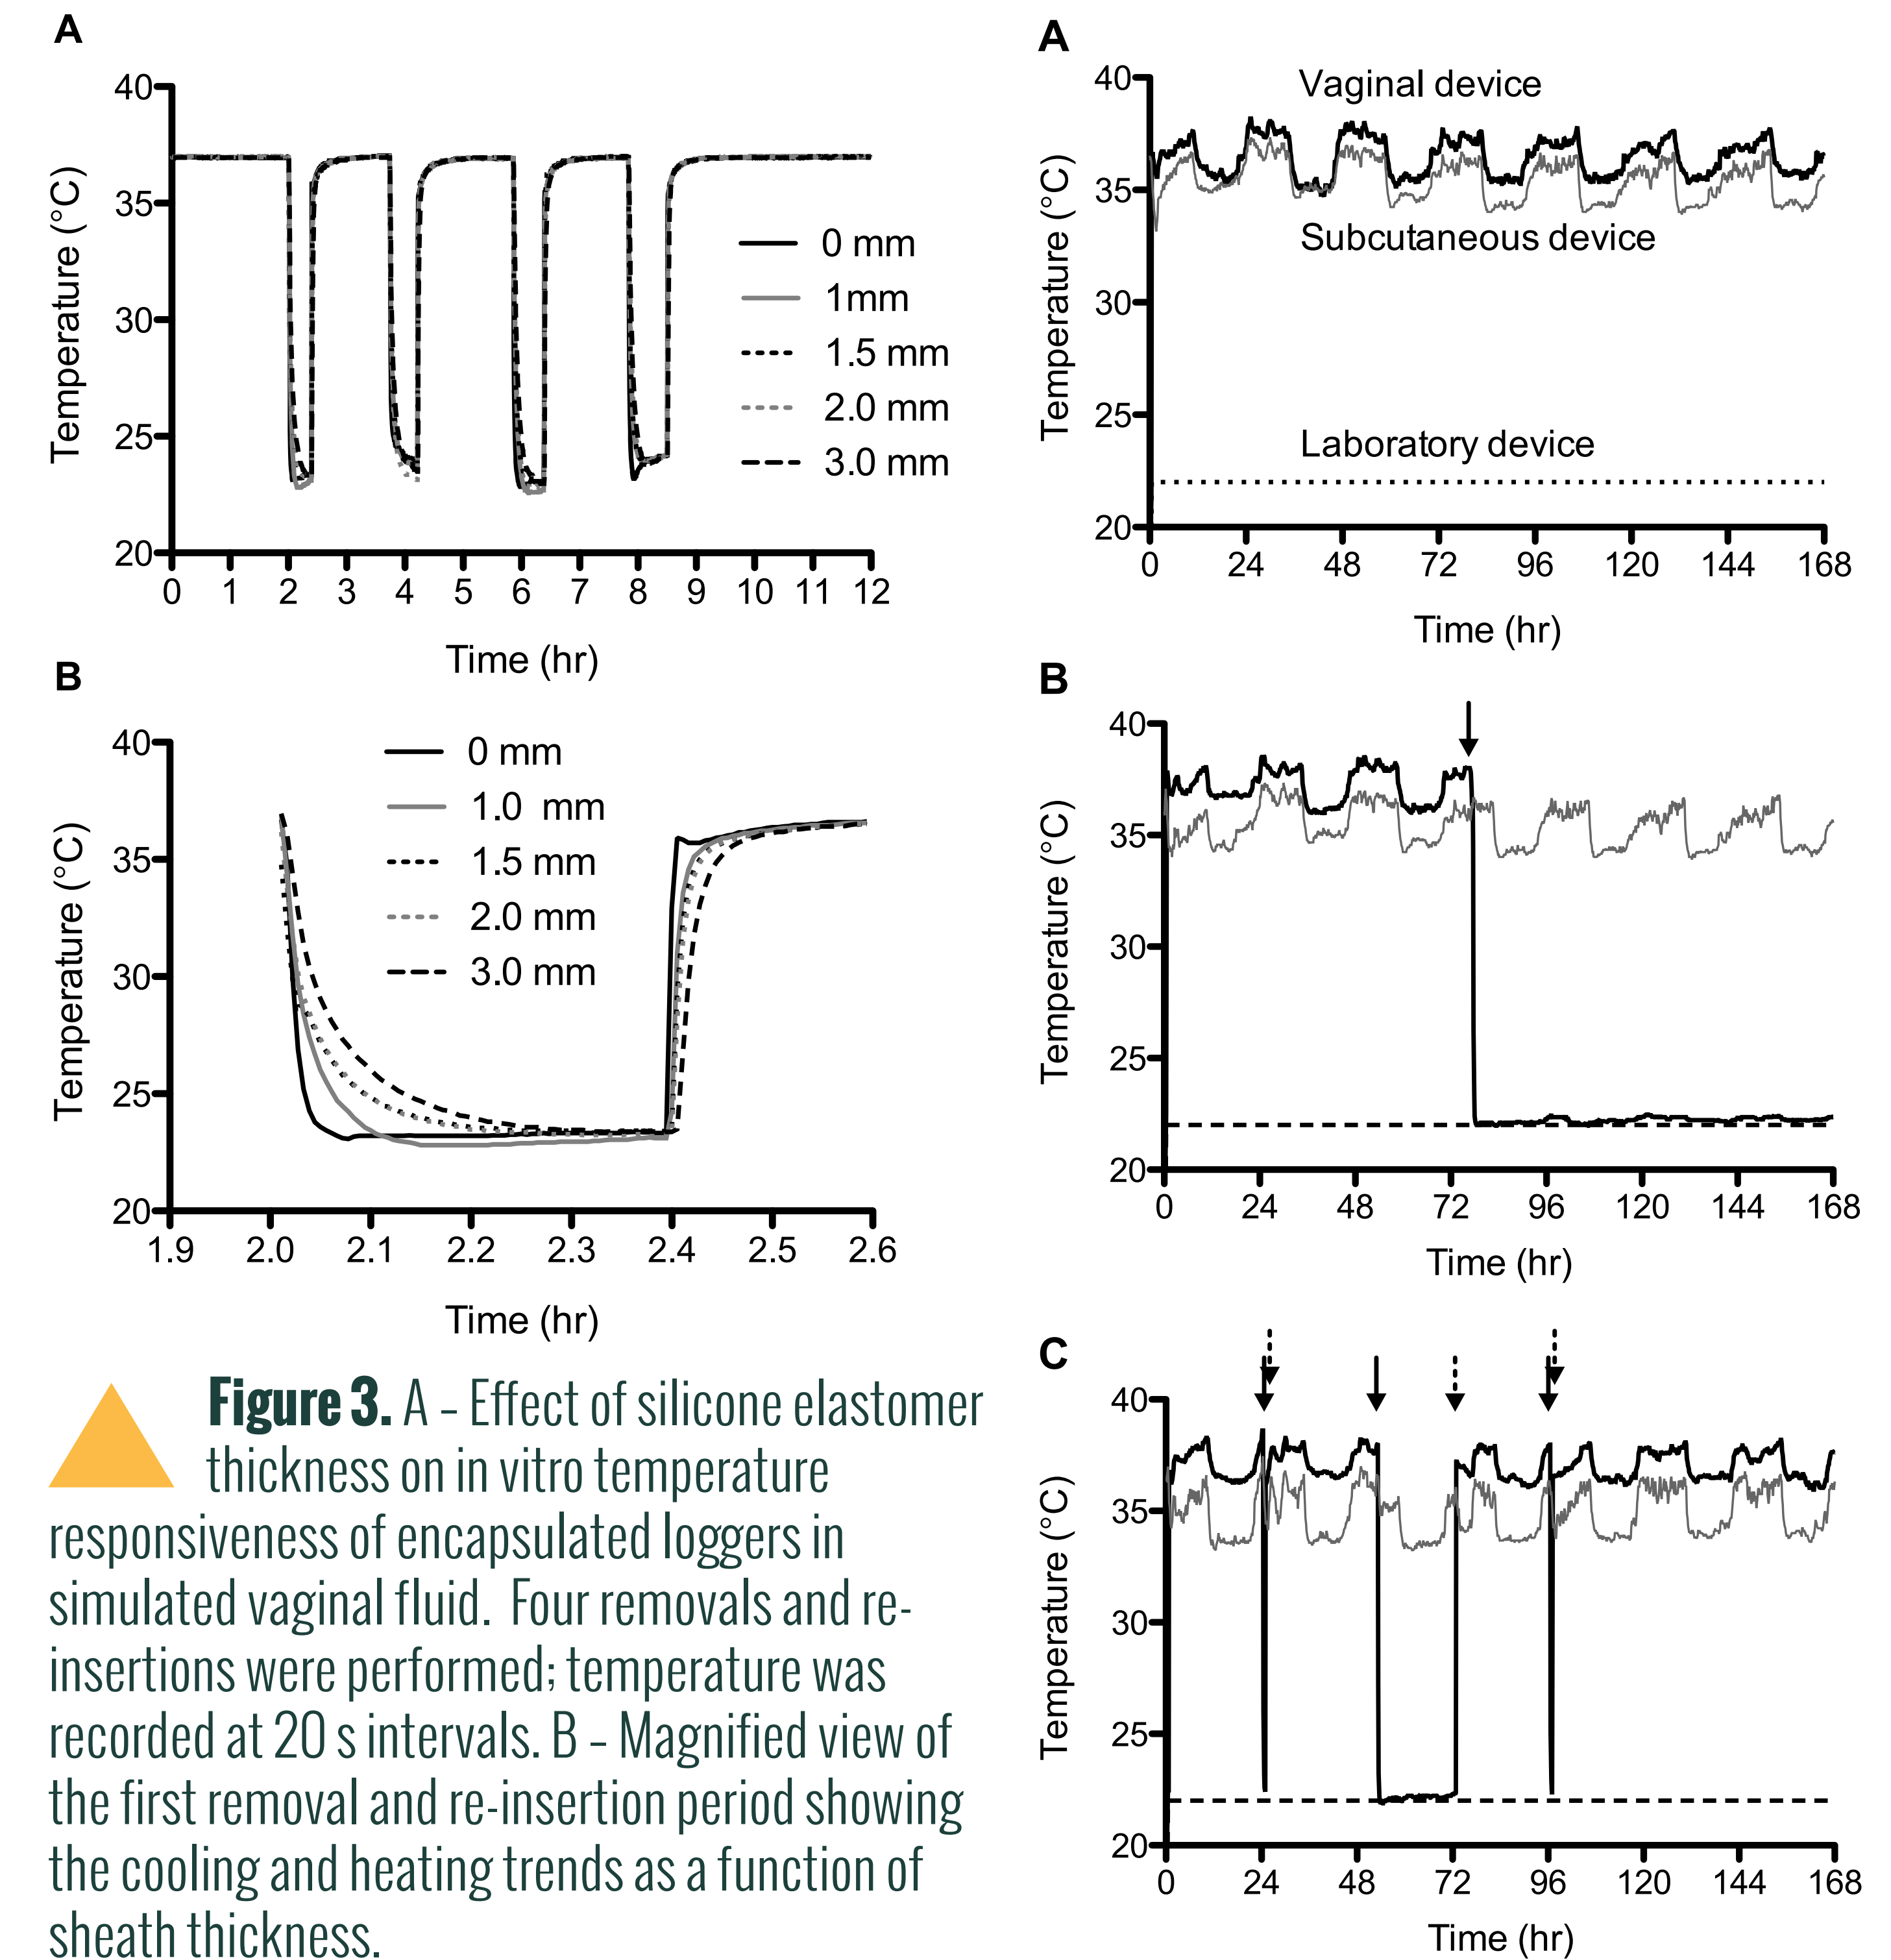 A
40
35
30
25
20
Temperature (°C)
0 mm
1mm
1.5 mm
2.0 mm
3.0 mm
0 1 2 3 4 5 6 7 8 9 10 11 12
Time (hr)
B
40
35
30
25
20
Temperature (°C)
0 mm
1.0 mm
1.5 mm
2.0 mm
3.0 mm
1.9 2.0 2.1 2.2 2.3 2.4 2.5 2.6
Time (hr)
Figure 3. A – Effect of silicone elastomer
thickness on in vitro temperature
responsiveness of encapsulated loggers in
simulated vaginal fluid. Four removals and re-
insertions were performed; temperature was
recorded at 20 s intervals. B – Magnified view of
the first removal and re-insertion period showing
the cooling and heating trends as a function of
sheath thickness.
A
40
35
30
25
20
Temperature (°C)
Vaginal device
Subcutaneous device
Laboratory device
0 24 48 72 96 120 144 168
Time (hr)
B
40
35
30
25
20
Temperature (°C)
0 24 48 72 96 120 144 168
Time (hr)
C
40
35
30
25
20
Temperature (°C)
0 24 48 72 96 120 144 168
Time (hr)